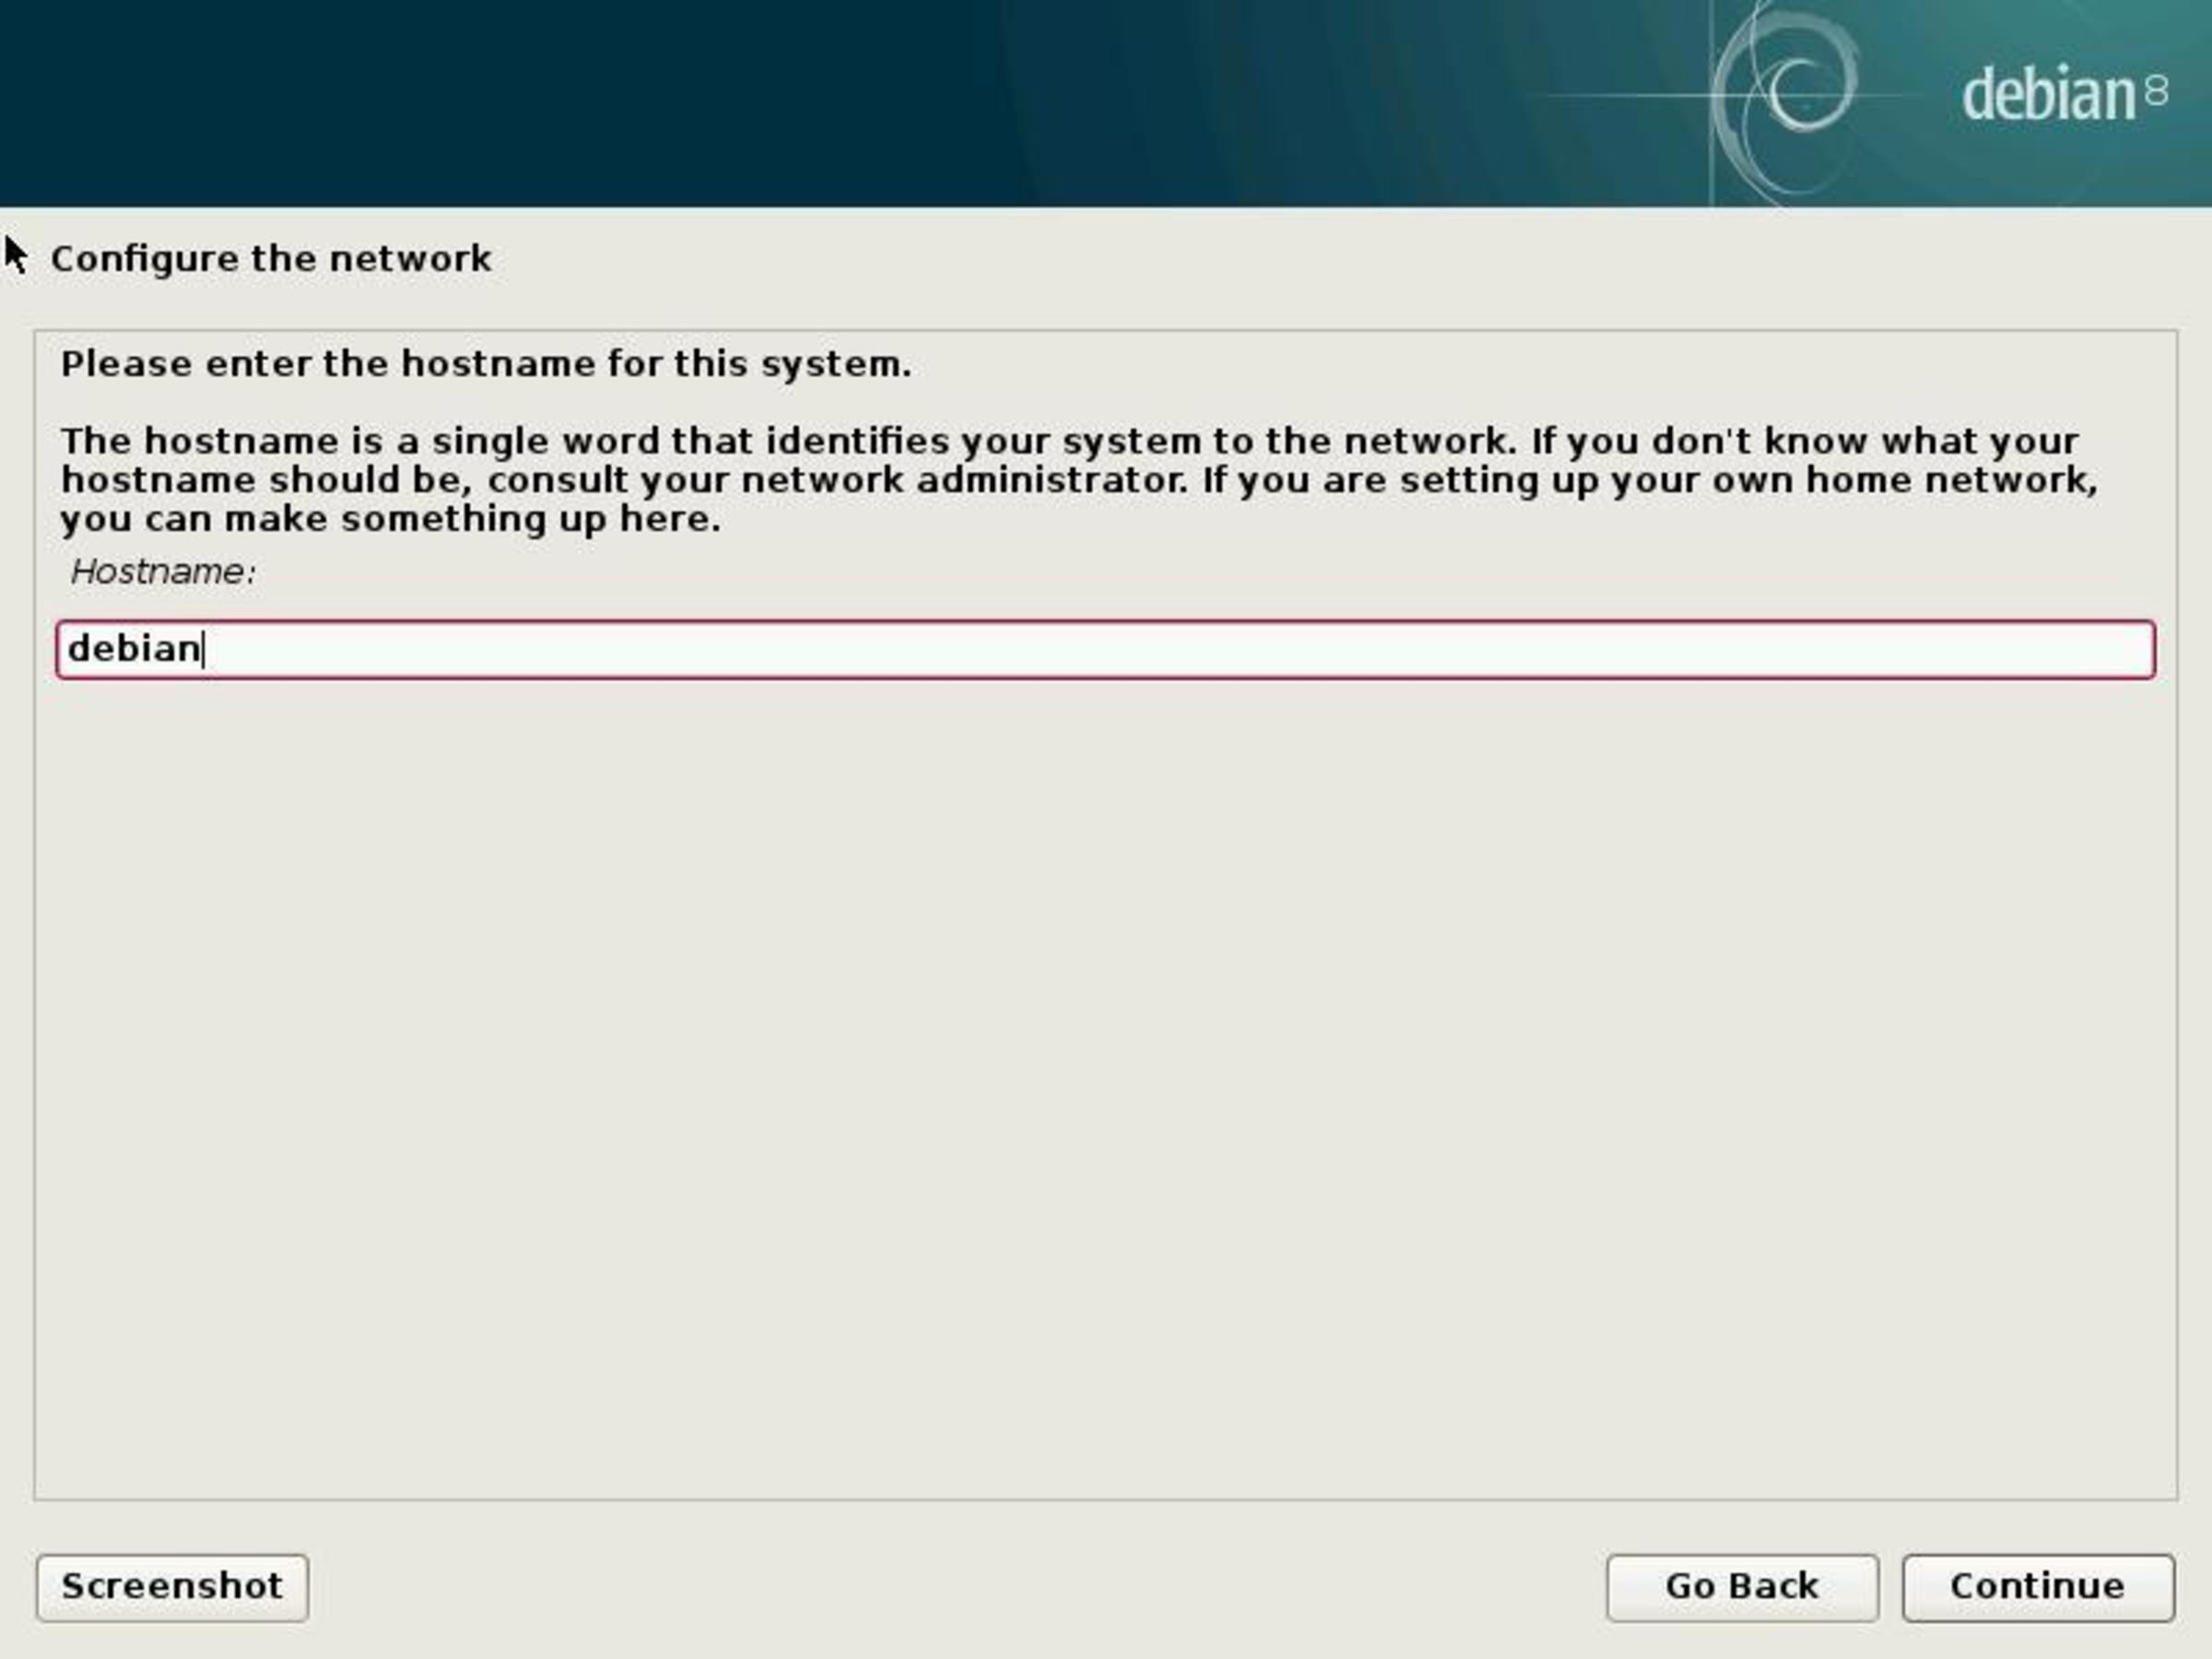 debian 8
Configure the network
Please enter the hostname for this system.
The hostname is a single word that identifies your system to the network. If you don't know what your
hostname should be, consult your network administrator. If you are setting up your own home network,
you can make something up here.
Hostname:
debian
Screenshot
Go Back
Continue